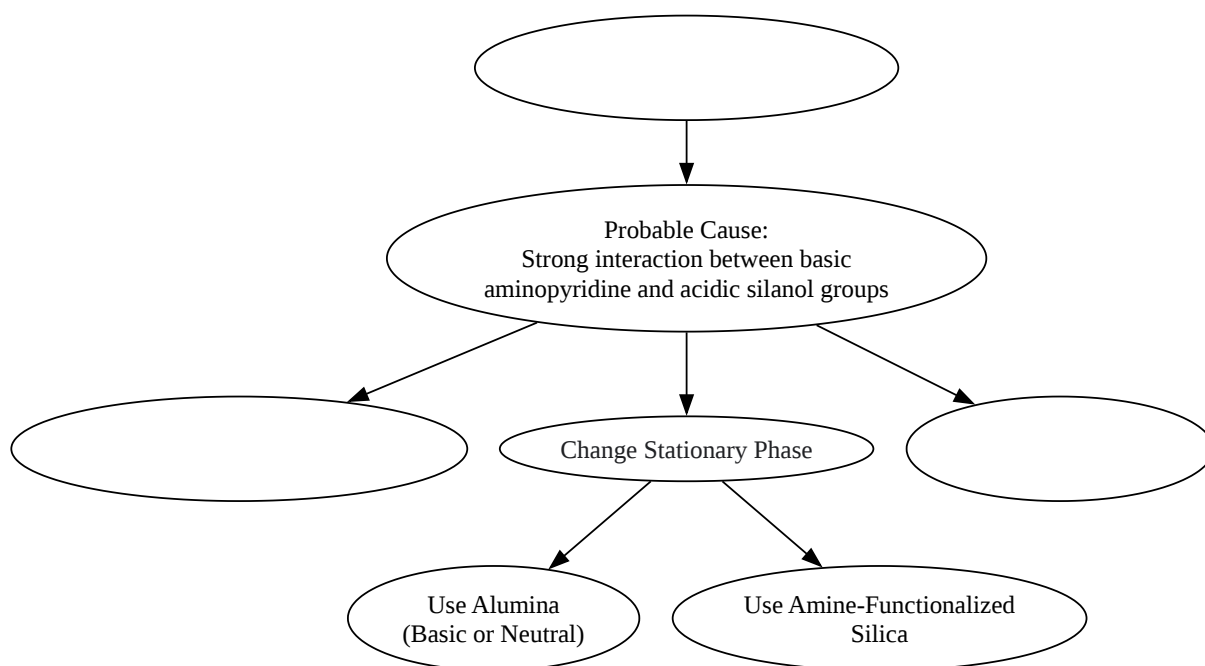 Probable Cause:
Strong interaction between basic
aminopyridine and acidic silanol groups
Change Stationary Phase
Use Alumina
(Basic or Neutral)
Use Amine-Functionalized
Silica